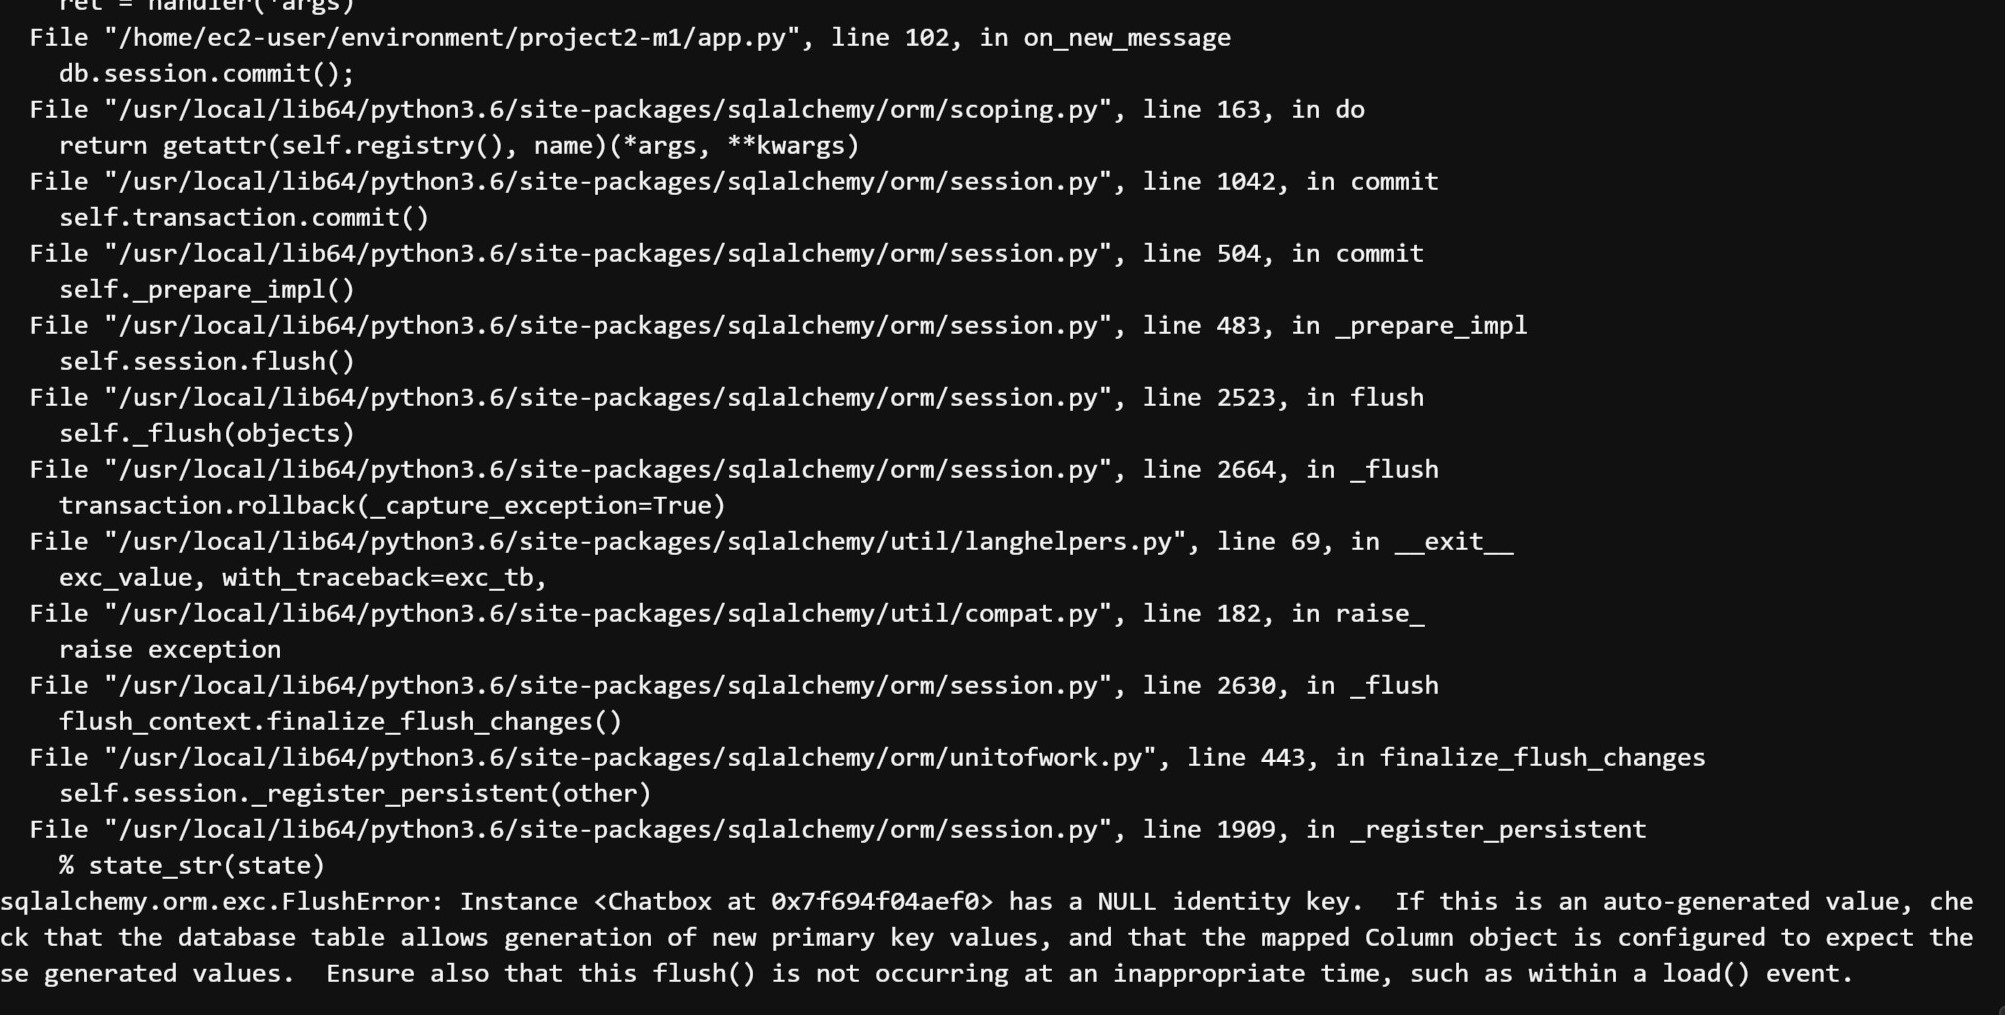 ret = handler(*args)
File "/home/ec2-user/environment/project2-m1/app.py", line 102, in on_new_message
db.session.commit();
File "/usr/local/lib64/python3.6/site-packages/sqlalchemy/orm/scoping.py", line 163, in do
return getattr(self.registry(), name)(*args, **kwargs)
File "/usr/local/lib64/python3.6/site-packages/sqlalchemy/orm/session.py", line 1042, in commit
self.transaction.commit()
File "/usr/local/lib64/python3.6/site-packages/sqlalchemy/orm/session.py", line 504, in commit
self._prepare_impl()
File "/usr/local/lib64/python3.6/site-packages/sqlalchemy/orm/session.py", line 483, in _prepare_impl
self.session.flush()
File "/usr/local/lib64/python3.6/site-packages/sqlalchemy/orm/session.py", line 2523, in flush
self._flush(objects)
File "/usr/local/lib64/python3.6/site-packages/sqlalchemy/orm/session.py", line 2664, in _flush
transaction.rollback(_capture_exception=True)
File "/usr/local/lib64/python3.6/site-packages/sqlalchemy/util/langhelpers.py", line 69, in __exit__
exc_value, with_traceback=exc_tb,
File "/usr/local/lib64/python3.6/site-packages/sqlalchemy/util/compat.py", line 182, in raise_
raise exception
File "/usr/local/lib64/python3.6/site-packages/sqlalchemy/orm/session.py", line 2630, in _flush
flush_context.finalize_flush_changes()
File "/usr/local/lib64/python3.6/site-packages/sqlalchemy/orm/unitofwork.py", line 443, in finalize_flush_changes
self.session._register_persistent(other)
File "/usr/local/lib64/python3.6/site-packages/sqlalchemy/orm/session.py", line 1909, in _register_persistent
% state_str(state)
sqlalchemy.orm.exc.FlushError: Instance <Chatbox at 0x7f694f04aef0> has a NULL identity key.  If this is an auto-generated value, che
ck that the database table allows generation of new primary key values, and that the mapped Column object is configured to expect the
se generated values.  Ensure also that this flush() is not occurring at an inappropriate time, such as within a load() event.